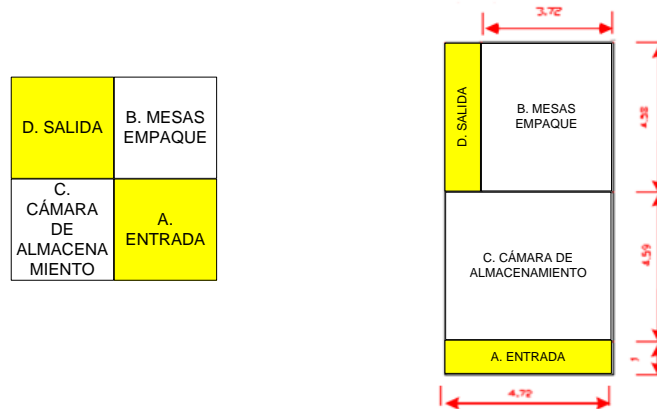 D. SALIDA
B. MESAS
EMPAQUE
C.
CÁMARA
DE
ALMACENA
MIENTO
A.
ENTRADA
3.72
D. SALIDA
B. MESAS
EMPAQUE
4.58
C. CÁMARA DE
ALMACENAMIENTO
4.59
A. ENTRADA
1
4.72